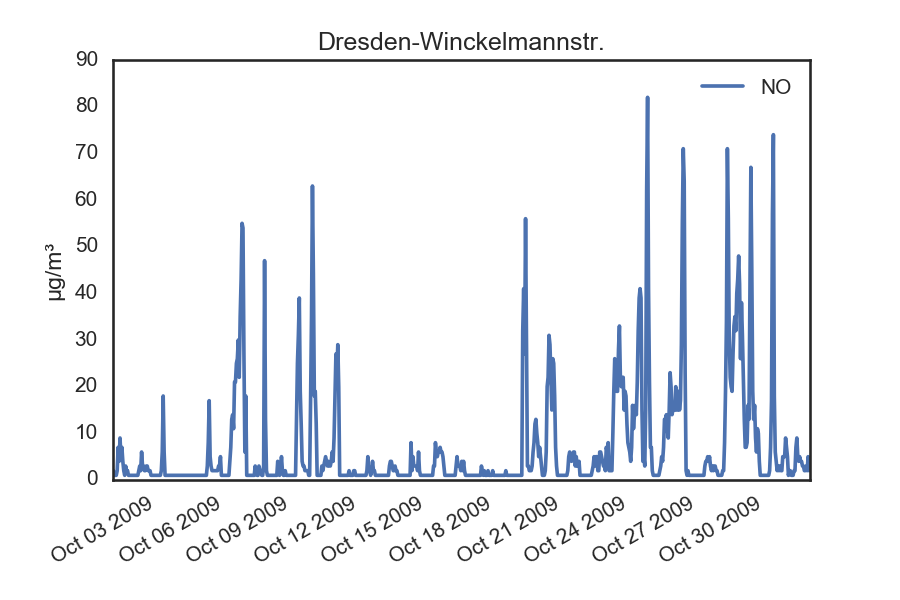 Dresden-Winckelmannstr.
NO
µg/m³
90
80
70
60
50
40
30
20
10
0
Oct 03 2009
Oct 06 2009
Oct 09 2009
Oct 12 2009
Oct 15 2009
Oct 18 2009
Oct 21 2009
Oct 24 2009
Oct 27 2009
Oct 30 2009